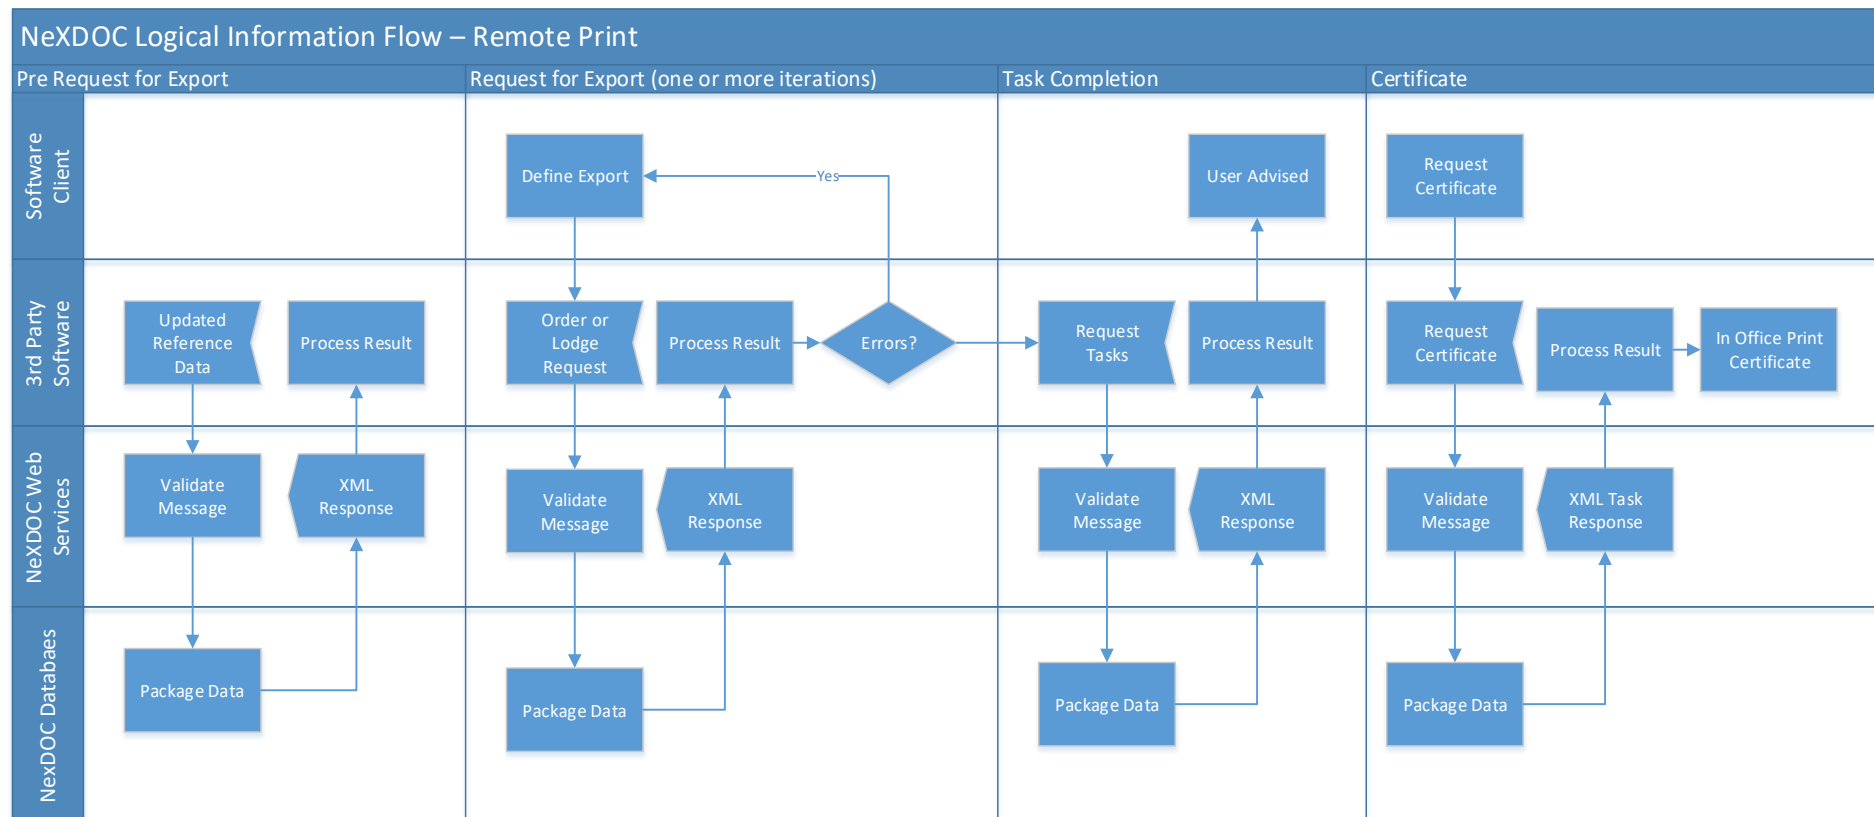 NeXDOC Logical Information Flow – Remote Print
Pre Request for Export
Request for Export (one or more iterations)
Task Completion
Certificate
Software
Client
Define Export
Yes
User Advised
Request
Certificate
3rd Party
Software
Updated
Reference
Data
Process Result
Order or
Lodge
Request
Process Result
Errors?
Request
Tasks
Process Result
Request
Certificate
Process Result
In Office Print
Certificate
NeXDOC Web
Services
Validate
Message
XML
Response
Validate
Message
XML
Response
Validate
Message
XML
Response
Validate
Message
XML Task
Response
NexDOC Databaes
Package Data
Package Data
Package Data
Package Data